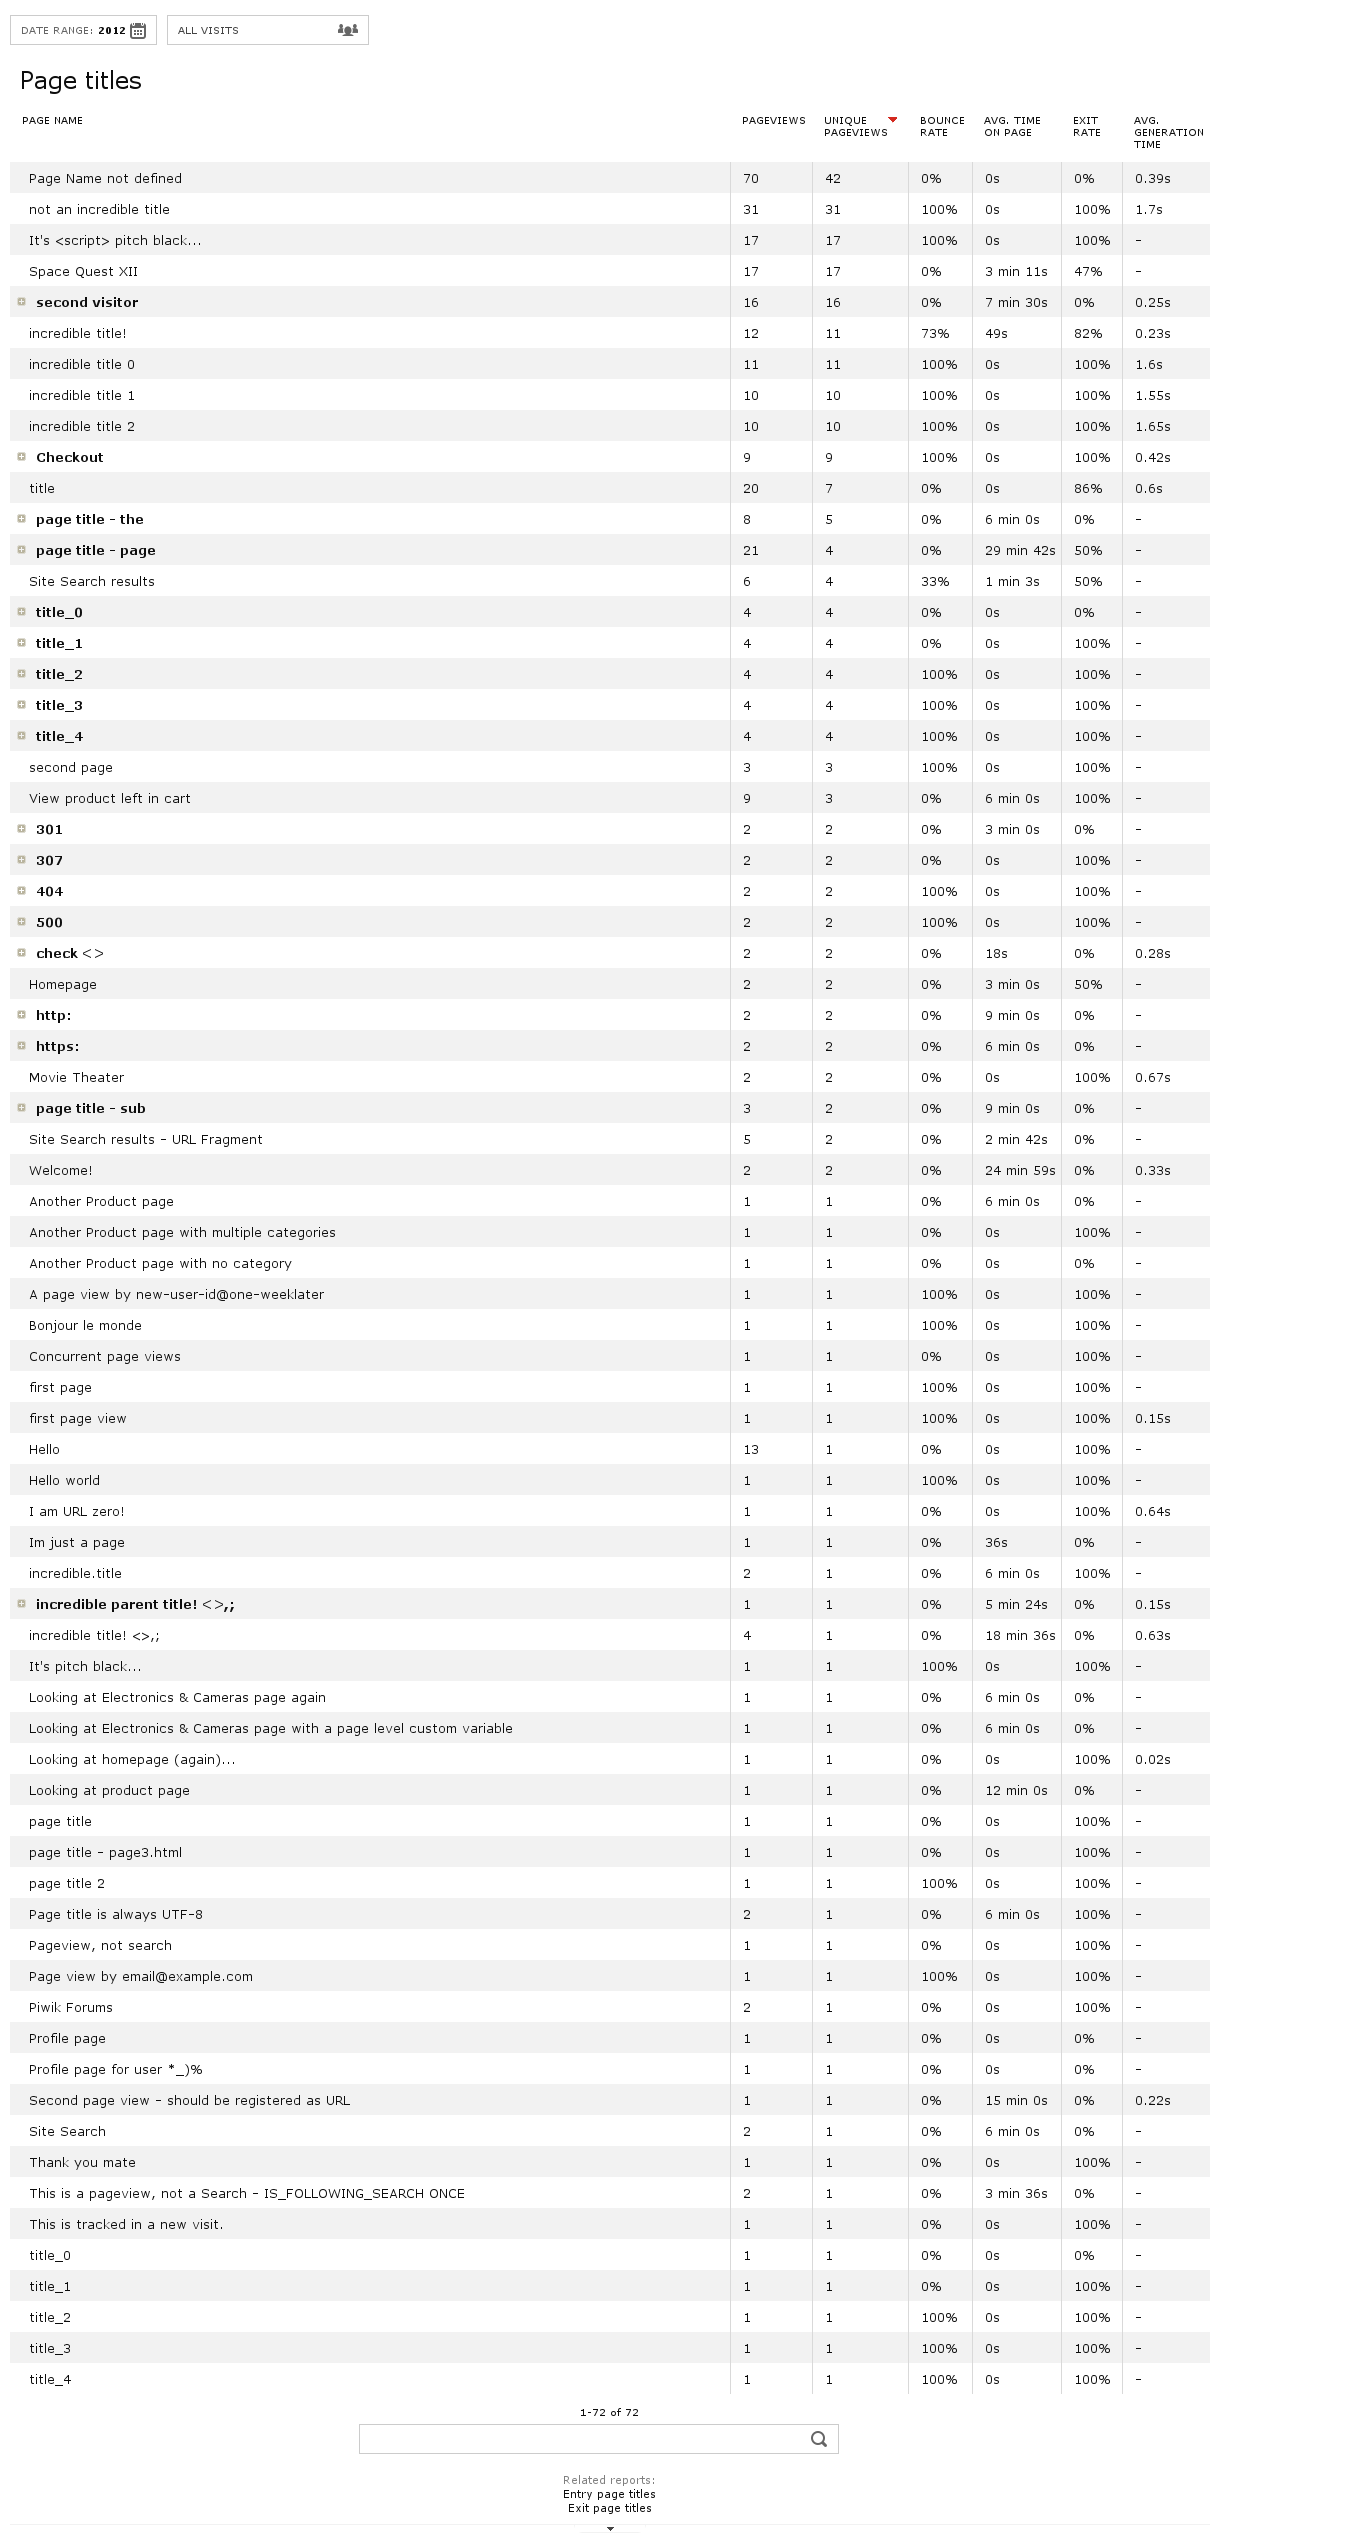 DATE RANGE: 2012 ALL VISITS
Page titles
PAGE NAME PAGEVIEWS UNIQUE PAGEVIEWS BOUNCE RATE AVG. TIME ON PAGE EXIT RATE AVG. GENERATION TIME
Page Name not defined 70 42 0% 0s 0% 0.39s
not an incredible title 31 31 100% 0s 100% 1.7s
It's <script> pitch black... 17 17 100% 0s 100% -
Space Quest XII 17 17 0% 3 min 11s 47% -
second visitor 16 16 0% 7 min 30s 0% 0.25s
incredible title! 12 11 73% 49s 82% 0.23s
incredible title 0 11 11 100% 0s 100% 1.6s
incredible title 1 10 10 100% 0s 100% 1.55s
incredible title 2 10 10 100% 0s 100% 1.65s
Checkout 9 9 100% 0s 100% 0.42s
title 20 7 0% 0s 86% 0.6s
page title - the 8 5 0% 6 min 0s 0% -
page title - page 21 4 0% 29 min 42s 50% -
Site Search results 6 4 33% 1 min 3s 50% -
title_0 4 4 0% 0s 0% -
title_1 4 4 0% 0s 100% -
title_2 4 4 100% 0s 100% -
title_3 4 4 100% 0s 100% -
title_4 4 4 100% 0s 100% -
second page 3 3 100% 0s 100% -
View product left in cart 9 3 0% 6 min 0s 100% -
301 2 2 0% 3 min 0s 0% -
307 2 2 0% 0s 100% -
404 2 2 100% 0s 100% -
500 2 2 100% 0s 100% -
check <> 2 2 0% 18s 0% 0.28s
Homepage 2 2 0% 3 min 0s 50% -
http: 2 2 0% 9 min 0s 0% -
https: 2 2 0% 6 min 0s 0% -
Movie Theater 2 2 0% 0s 100% 0.67s
page title - sub 3 2 0% 9 min 0s 0% -
Site Search results - URL Fragment 5 2 0% 2 min 42s 0% -
Welcome! 2 2 0% 24 min 59s 0% 0.33s
Another Product page 1 1 0% 6 min 0s 0% -
Another Product page with multiple categories 1 1 0% 0s 100% -
Another Product page with no category 1 1 0% 0s 0% -
A page view by new-user-id@one-weeklater 1 1 100% 0s 100% -
Bonjour le monde 1 1 100% 0s 100% -
Concurrent page views 1 1 0% 0s 100% -
first page 1 1 100% 0s 100% -
first page view 1 1 100% 0s 100% 0.15s
Hello 13 1 0% 0s 100% -
Hello world 1 1 100% 0s 100% -
I am URL zero! 1 1 0% 0s 100% 0.64s
Im just a page 1 1 0% 36s 0% -
incredible.title 2 1 0% 6 min 0s 100% -
incredible parent title! <>,; 1 1 0% 5 min 24s 0% 0.15s
incredible title! <>,; 4 1 0% 18 min 36s 0% 0.63s
It's pitch black... 1 1 100% 0s 100% -
Looking at Electronics & Cameras page again 1 1 0% 6 min 0s 0% -
Looking at Electronics & Cameras page with a page level custom variable 1 1 0% 6 min 0s 0% -
Looking at homepage (again)... 1 1 0% 0s 100% 0.02s
Looking at product page 1 1 0% 12 min 0s 0% -
page title 1 1 0% 0s 100% -
page title - page3.html 1 1 0% 0s 100% -
page title 2 1 1 100% 0s 100% -
Page title is always UTF-8 2 1 0% 6 min 0s 100% -
Pageview, not search 1 1 0% 0s 100% -
Page view by email@example.com 1 1 100% 0s 100% -
Piwik Forums 2 1 0% 0s 100% -
Profile page 1 1 0% 0s 0% -
Profile page for user *_)% 1 1 0% 0s 0% -
Second page view - should be registered as URL 1 1 0% 15 min 0s 0% 0.22s
Site Search 2 1 0% 6 min 0s 0% -
Thank you mate 1 1 0% 0s 100% -
This is a pageview, not a Search - IS_FOLLOWING_SEARCH ONCE 2 1 0% 3 min 36s 0% -
This is tracked in a new visit. 1 1 0% 0s 100% -
title_0 1 1 0% 0s 0% -
title_1 1 1 0% 0s 100% -
title_2 1 1 100% 0s 100% -
title_3 1 1 100% 0s 100% -
title_4 1 1 100% 0s 100% -
1-72 of 72
Related reports:
Entry page titles
Exit page titles